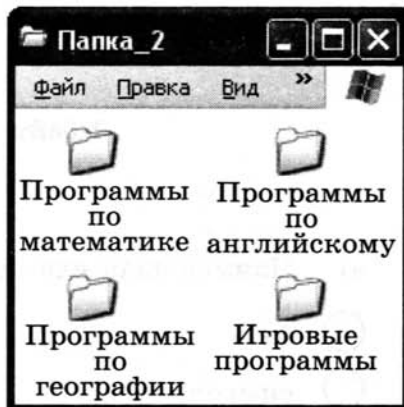 Папка_2
Файл Правка Вид »
Программы
по
математике
Программы
по
английскому
Программы
по
географии
Игровые
программы